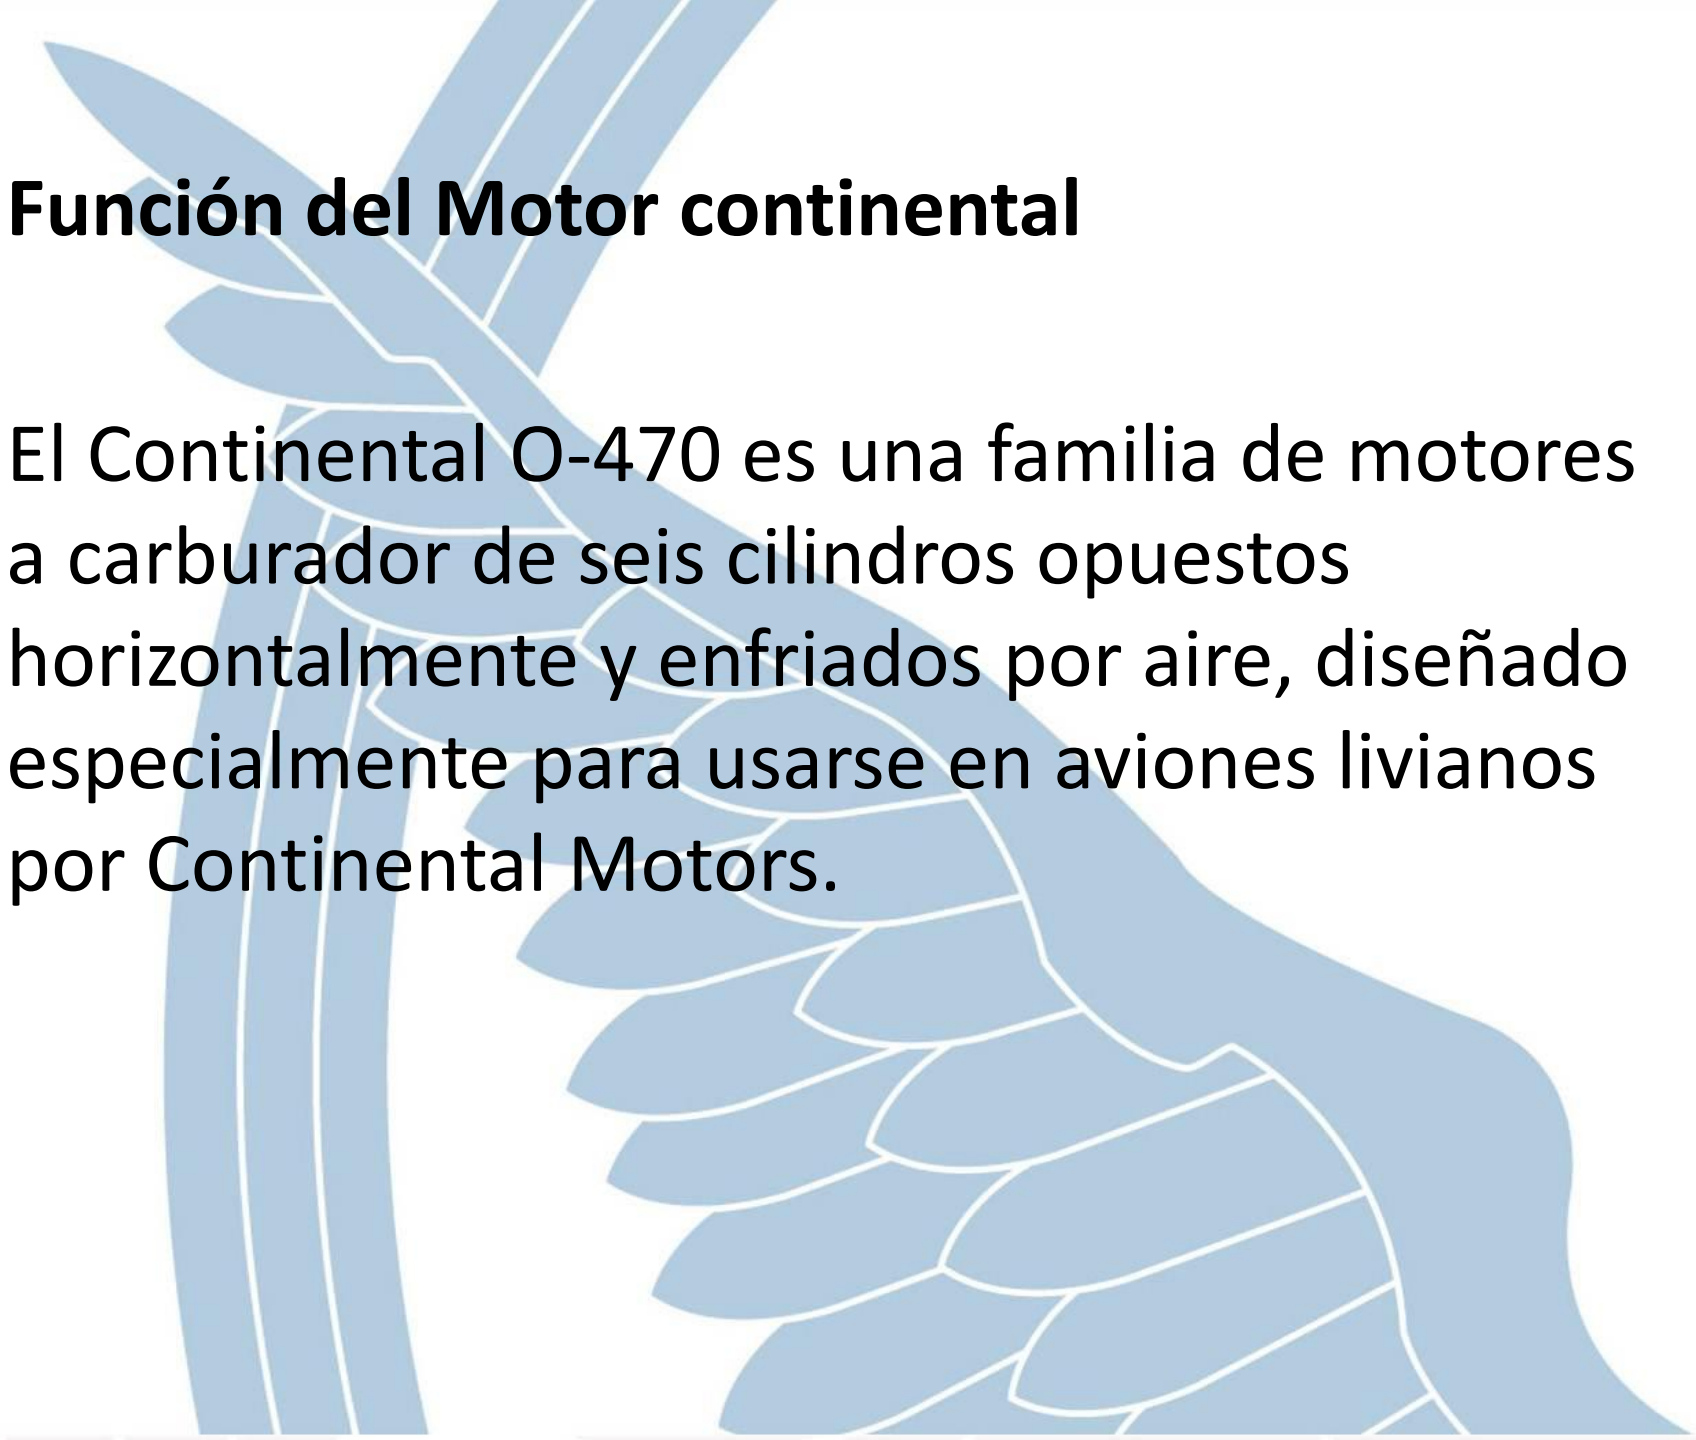 Función del Motor continental
El Continental O-470 es una familia de motores
a carburador de seis cilindros opuestos
horizontalmente y enfriados por aire, diseñado
especialmente para usarse en aviones livianos
por Continental Motors.